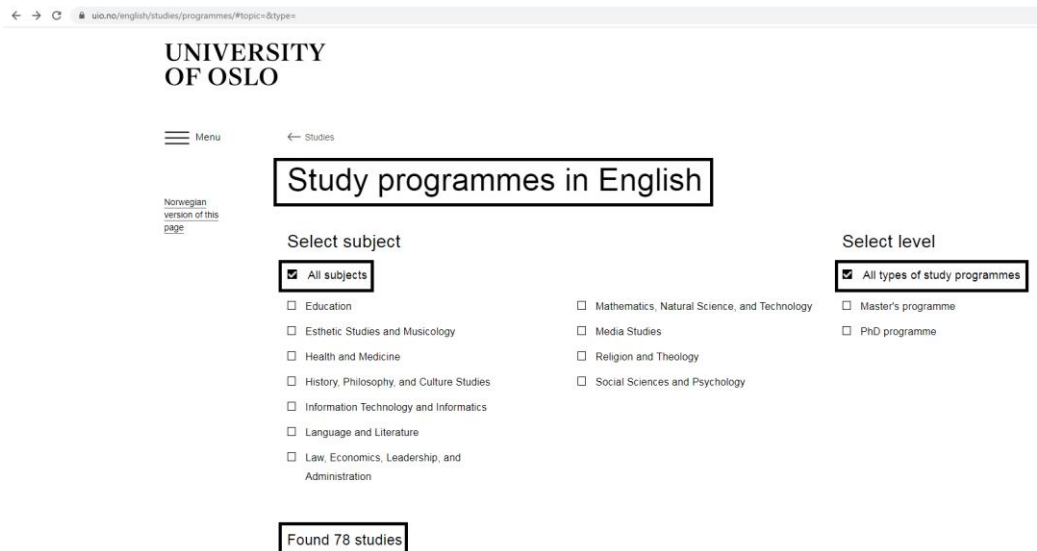 uio.no/english/studies/programmes/#topic=&type=
UNIVERSITY
OF OSLO
Menu
Studies
Study programmes in English
Norwegian
version of this
page
Select subject
All subjects
Education
Esthetic Studies and Musicology
Health and Medicine
History, Philosophy, and Culture Studies
Information Technology and Informatics
Language and Literature
Law, Economics, Leadership, and
Administration
Mathematics, Natural Science, and Technology
Media Studies
Religion and Theology
Social Sciences and Psychology
Select level
All types of study programmes
Master's programme
PhD programme
Found 78 studies